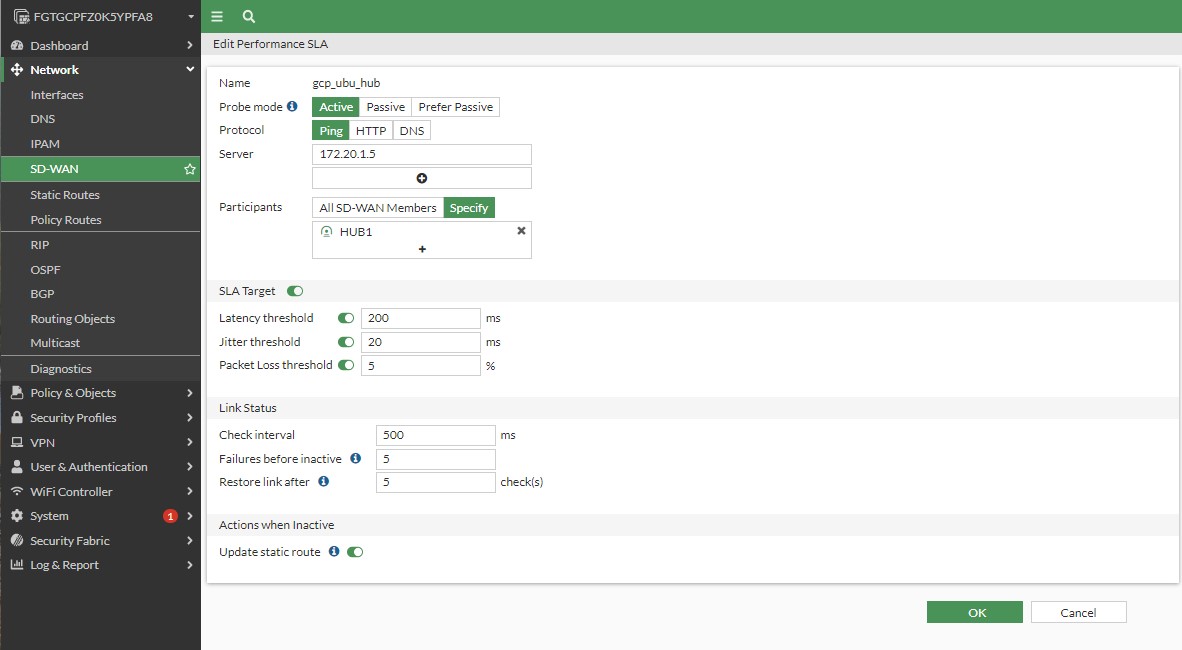 FGTGCPFZ0K5YPFA8
Dashboard
Network
Interfaces
DNS
IPAM
SD-WAN
Static Routes
Policy Routes
RIP
OSPF
BGP
Routing Objects
Multicast
Diagnostics
Policy & Objects
Security Profiles
VPN
User & Authentication
WiFi Controller
System 1
Security Fabric
Log & Report
Edit Performance SLA
Name gcp_ubu_hub
Probe mode Active Passive Prefer Passive
Protocol Ping HTTP DNS
Server 172.20.1.5
Participants All SD-WAN Members Specify
HUB1
SLA Target
Latency threshold 200 ms
Jitter threshold 20 ms
Packet Loss threshold 5 %
Link Status
Check interval 500 ms
Failures before inactive 5
Restore link after 5 check(s)
Actions when Inactive
Update static route
OK Cancel